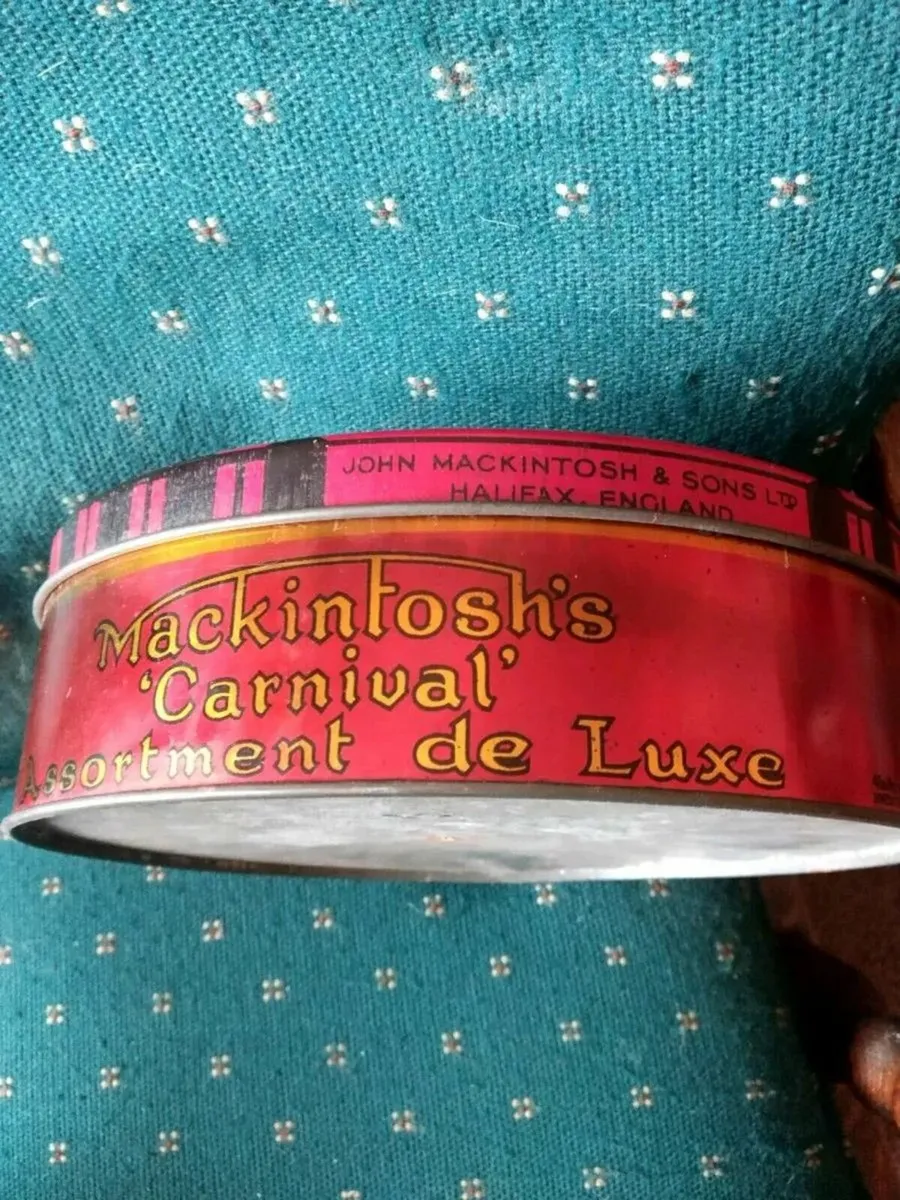 JOHN MACKINTOSH & SONS LTD
HALIFAX. ENGLAND
Mackintosh's
'Carnival'
Assortment de Luxe